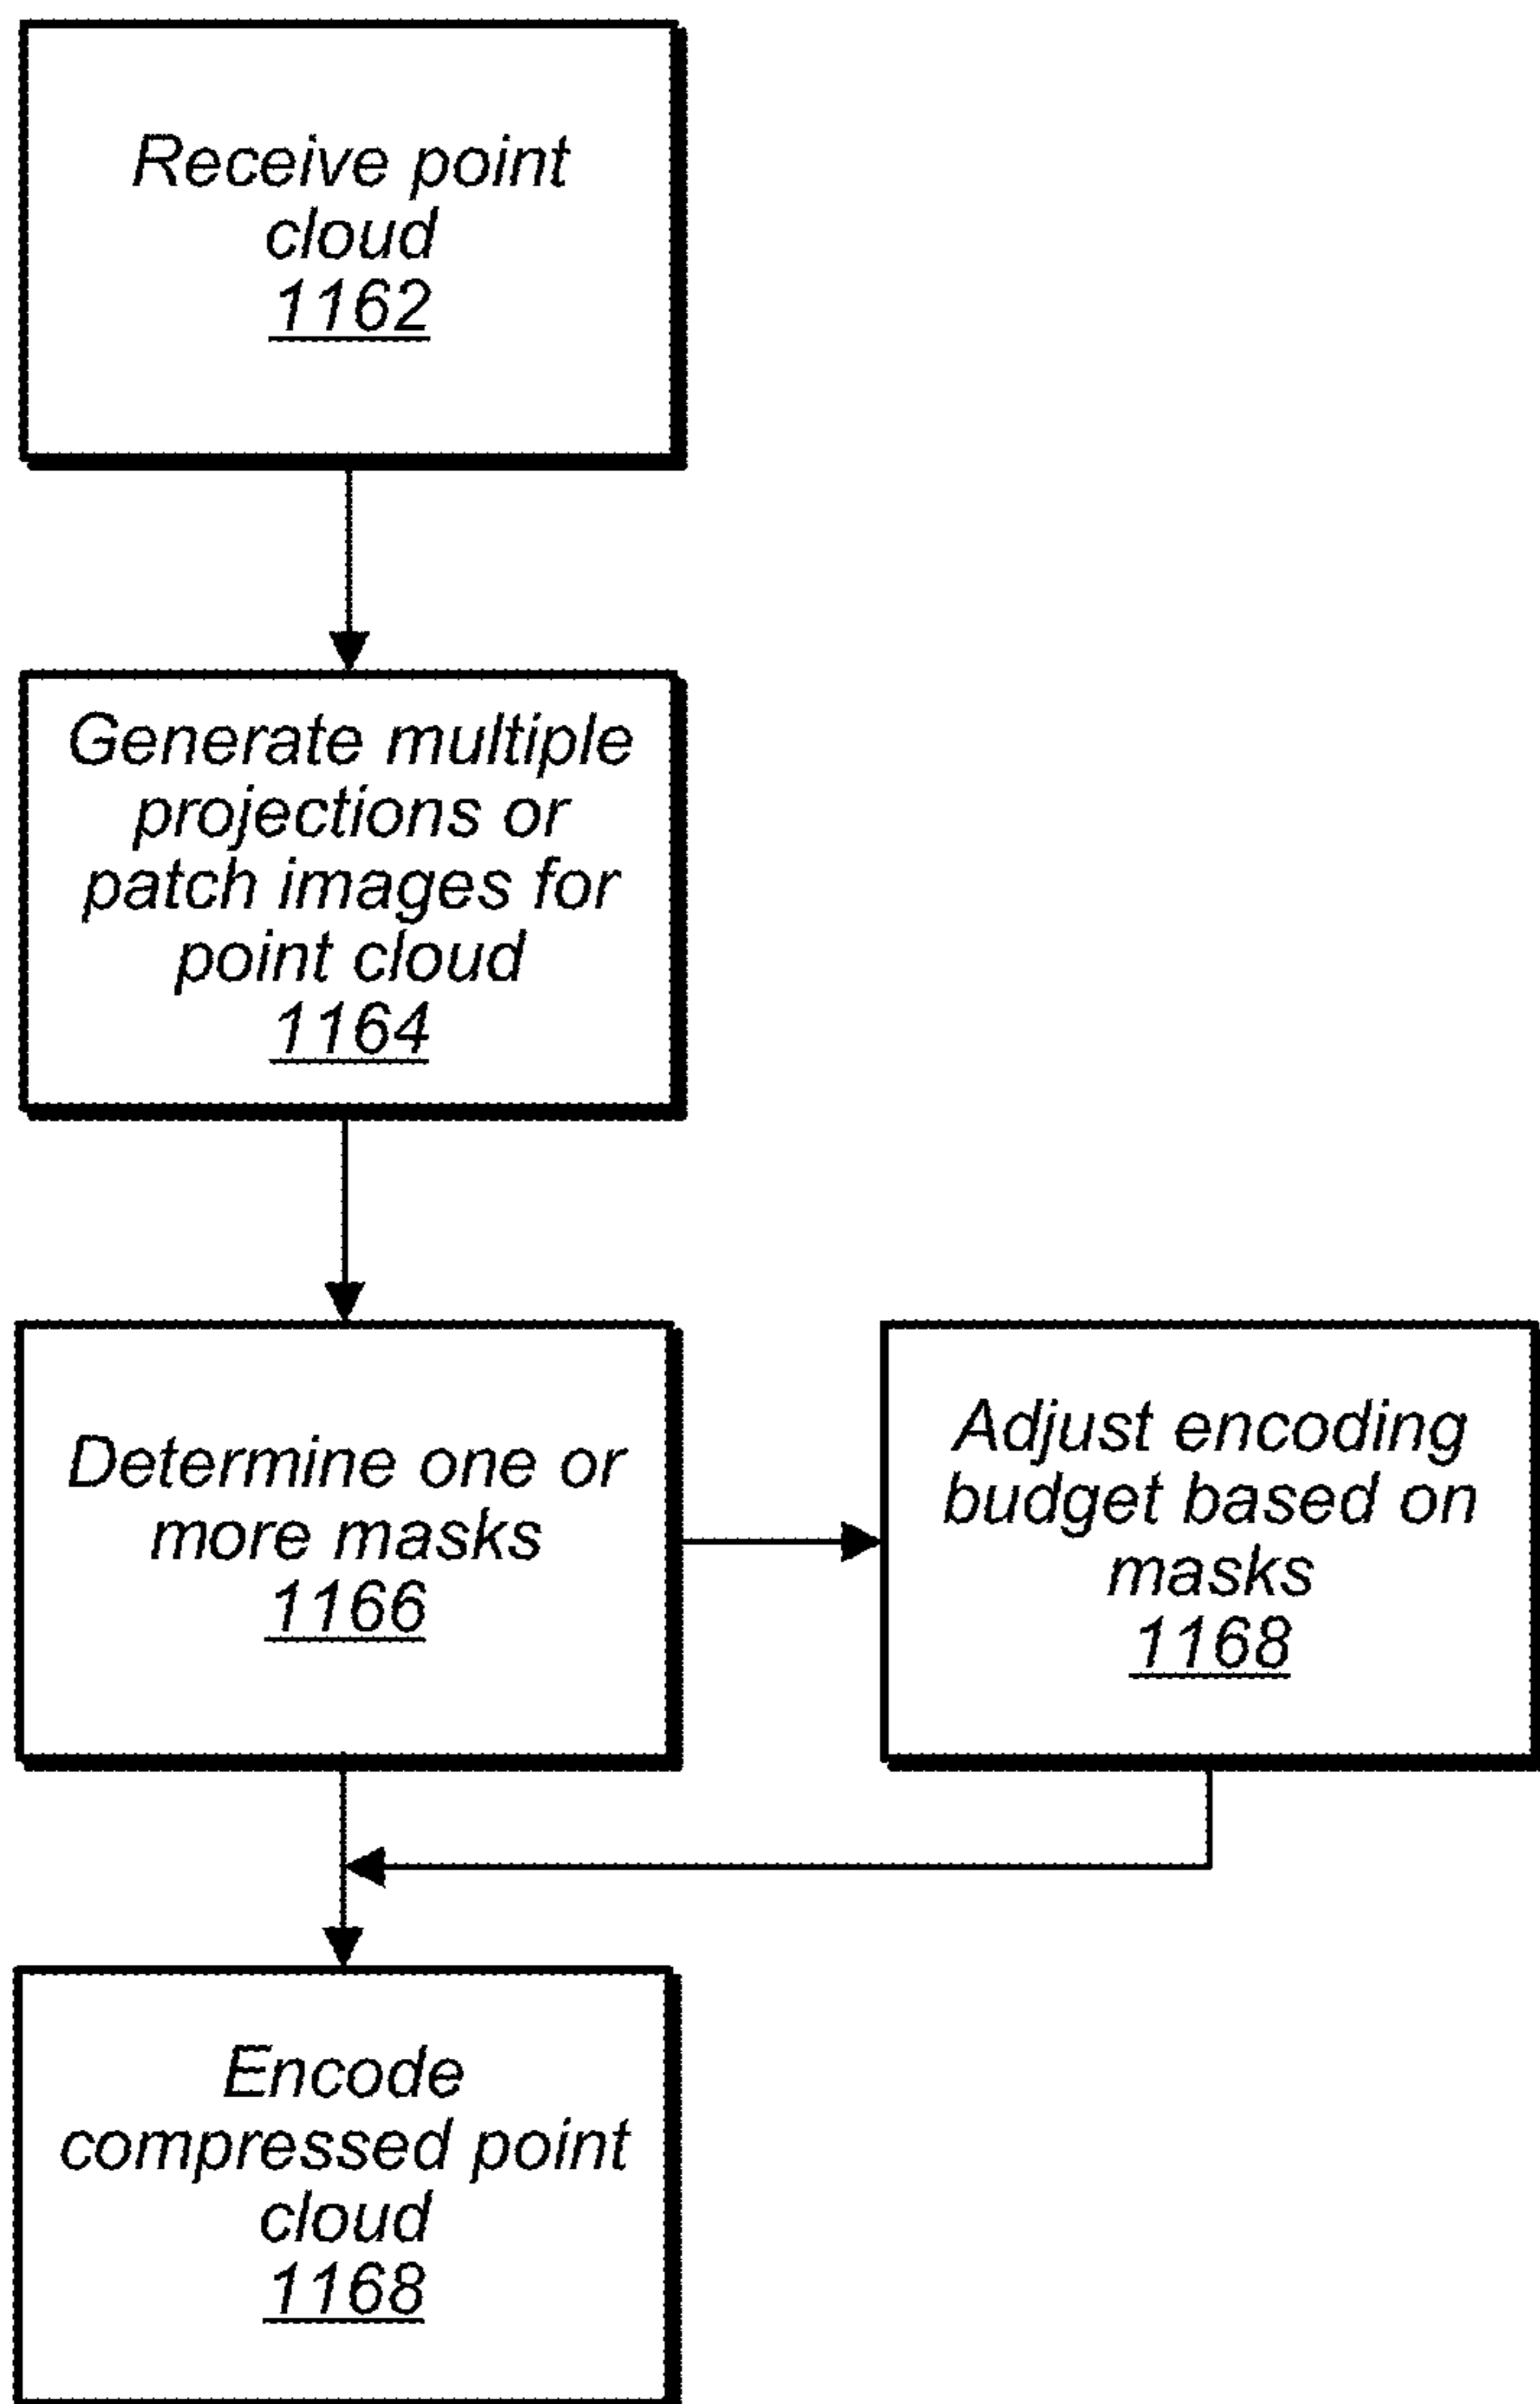 Receive point
cloud
1162
Generate multiple
projections or
patch images for
point cloud
1164
Determine one or
more masks
1166
Adjust encoding
budget based on
masks
1168
Encode
compressed point
cloud
1168